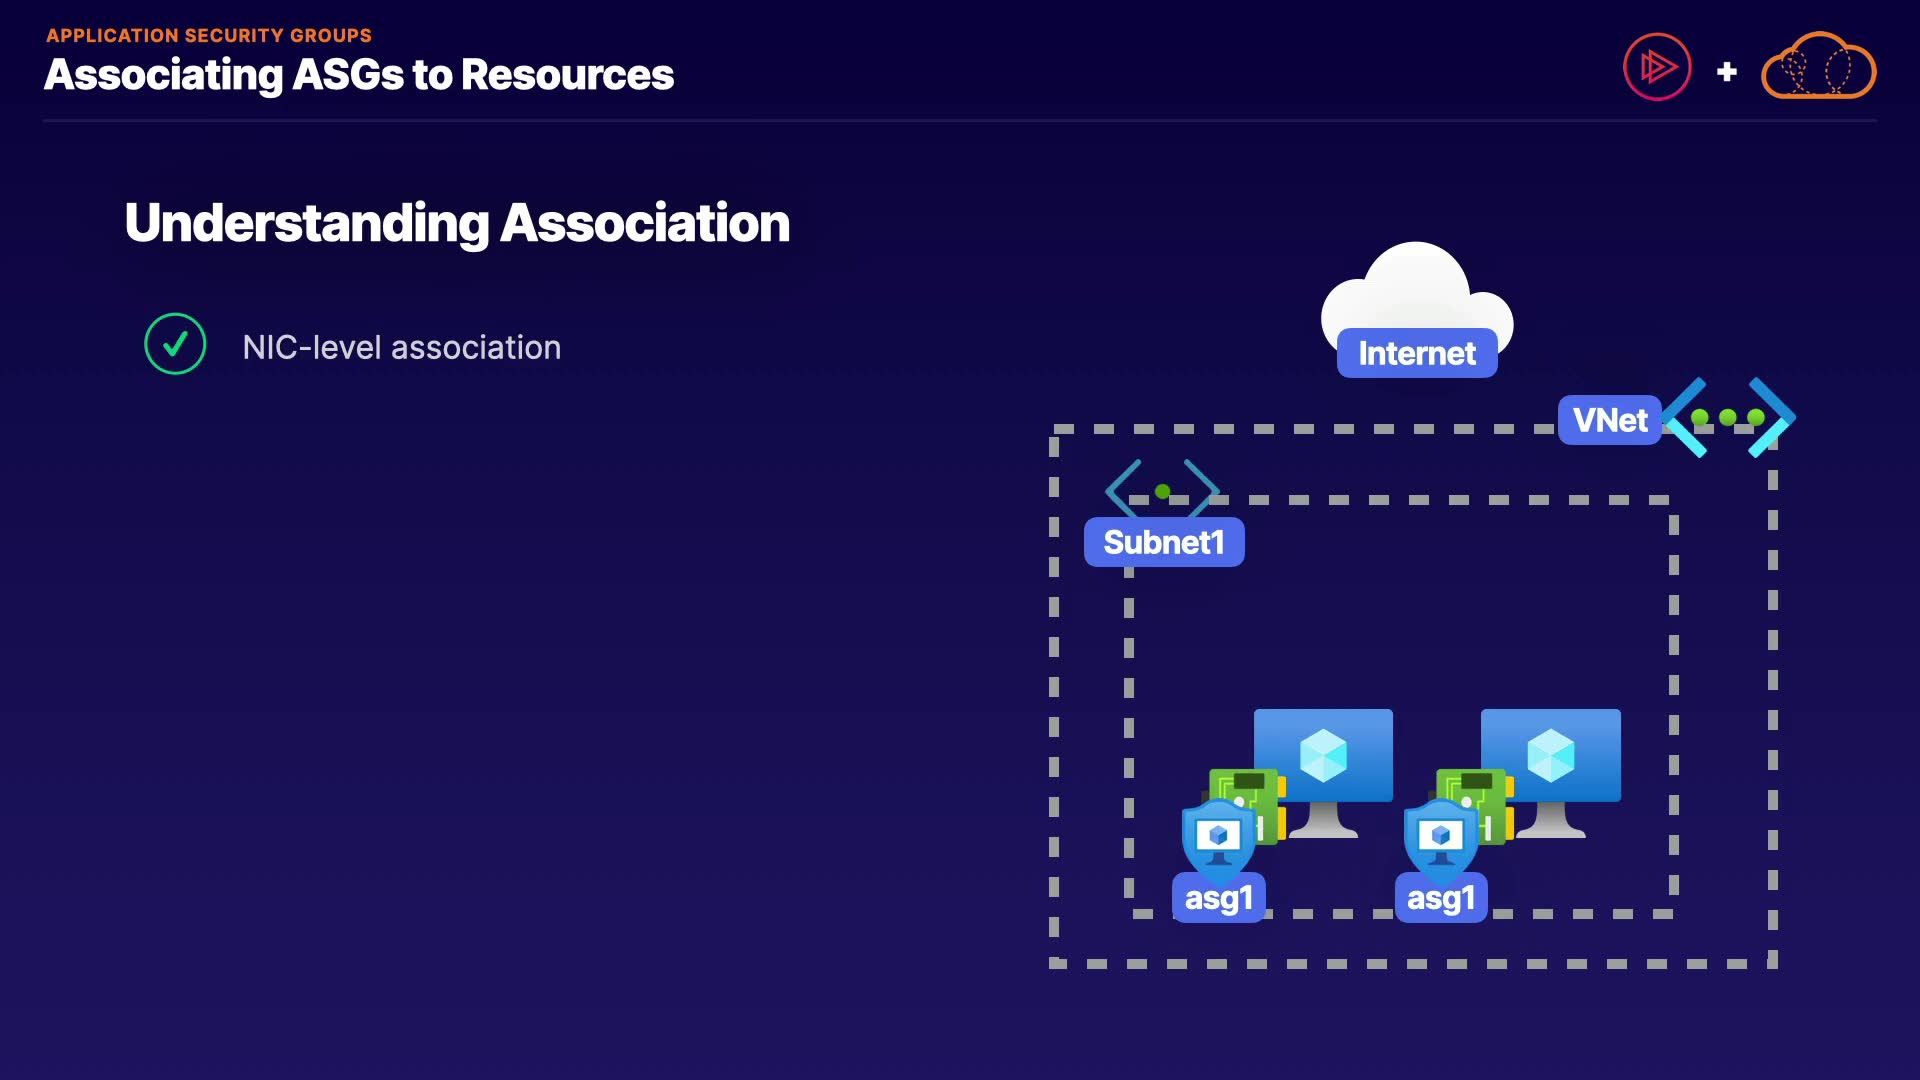 APPLICATION SECURITY GROUPS
Associating ASGs to Resources
Understanding Association
NIC-level association
Internet
VNet
Subnet1
asg1
asg1